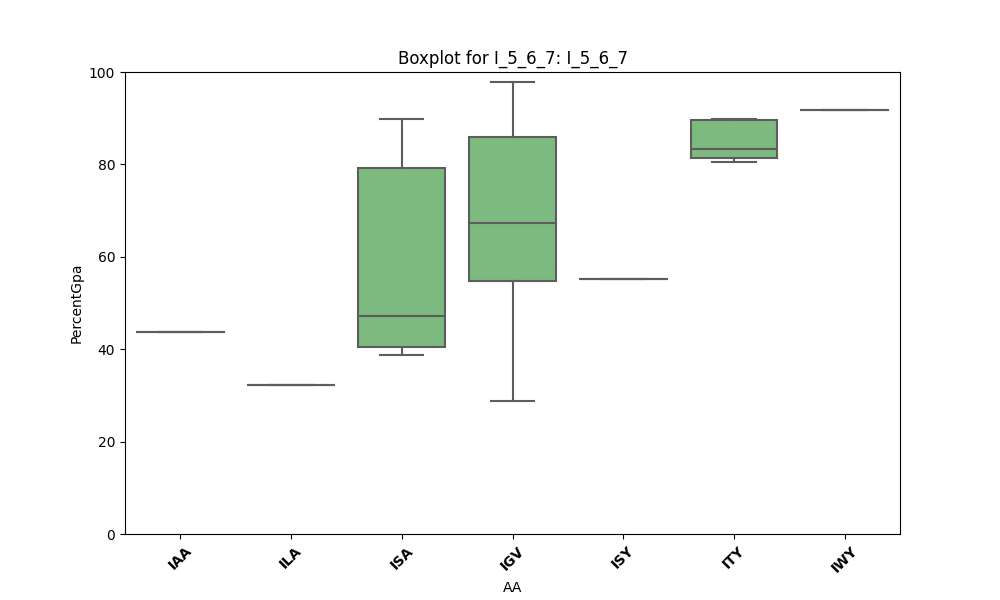 Boxplot for I_5_6_7: I_5_6_7
100
80
60
40
20
0
PercentGpa
IAA
ILA
ISA
IGV
ISY
ITY
IWY
AA